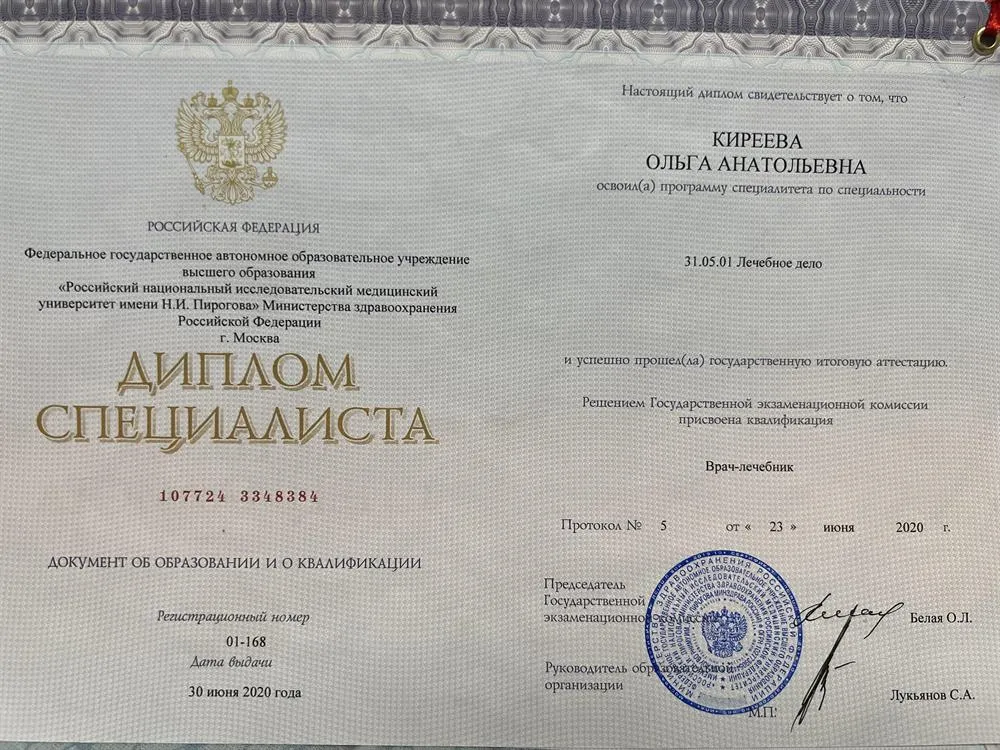 РОССИЙСКАЯ ФЕДЕРАЦИЯ
Федеральное государственное автономное образовательное учреждение
высшего образования
«Российский национальный исследовательский медицинский
университет имени Н.И. Пирогова» Министерства здравоохранения
Российской Федерации
г. Москва
ДИПЛОМ
СПЕЦИАЛИСТА
107724 3348384
ДОКУМЕНТ ОБ ОБРАЗОВАНИИ И О КВАЛИФИКАЦИИ
Регистрационный номер
01-168
Дата выдачи
30 июня 2020 года
Настоящий диплом свидетельствует о том, что
КИРЕЕВА
ОЛЬГА АНАТОЛЬЕВНА
освоил(а) программу специалитета по специальности
31.05.01 Лечебное дело
и успешно прошел(ла) государственную итоговую аттестацию.
Решением Государственной экзаменационной комиссии
присвоена квалификация
Врач-лечебник
Протокол № 5 от « 23 » июня 2020 г.
Председатель
Государственной
экзаменационной комиссии
Белая О.Л.
Руководитель образовательной
организации
Лукьянов С.А.
М.П.